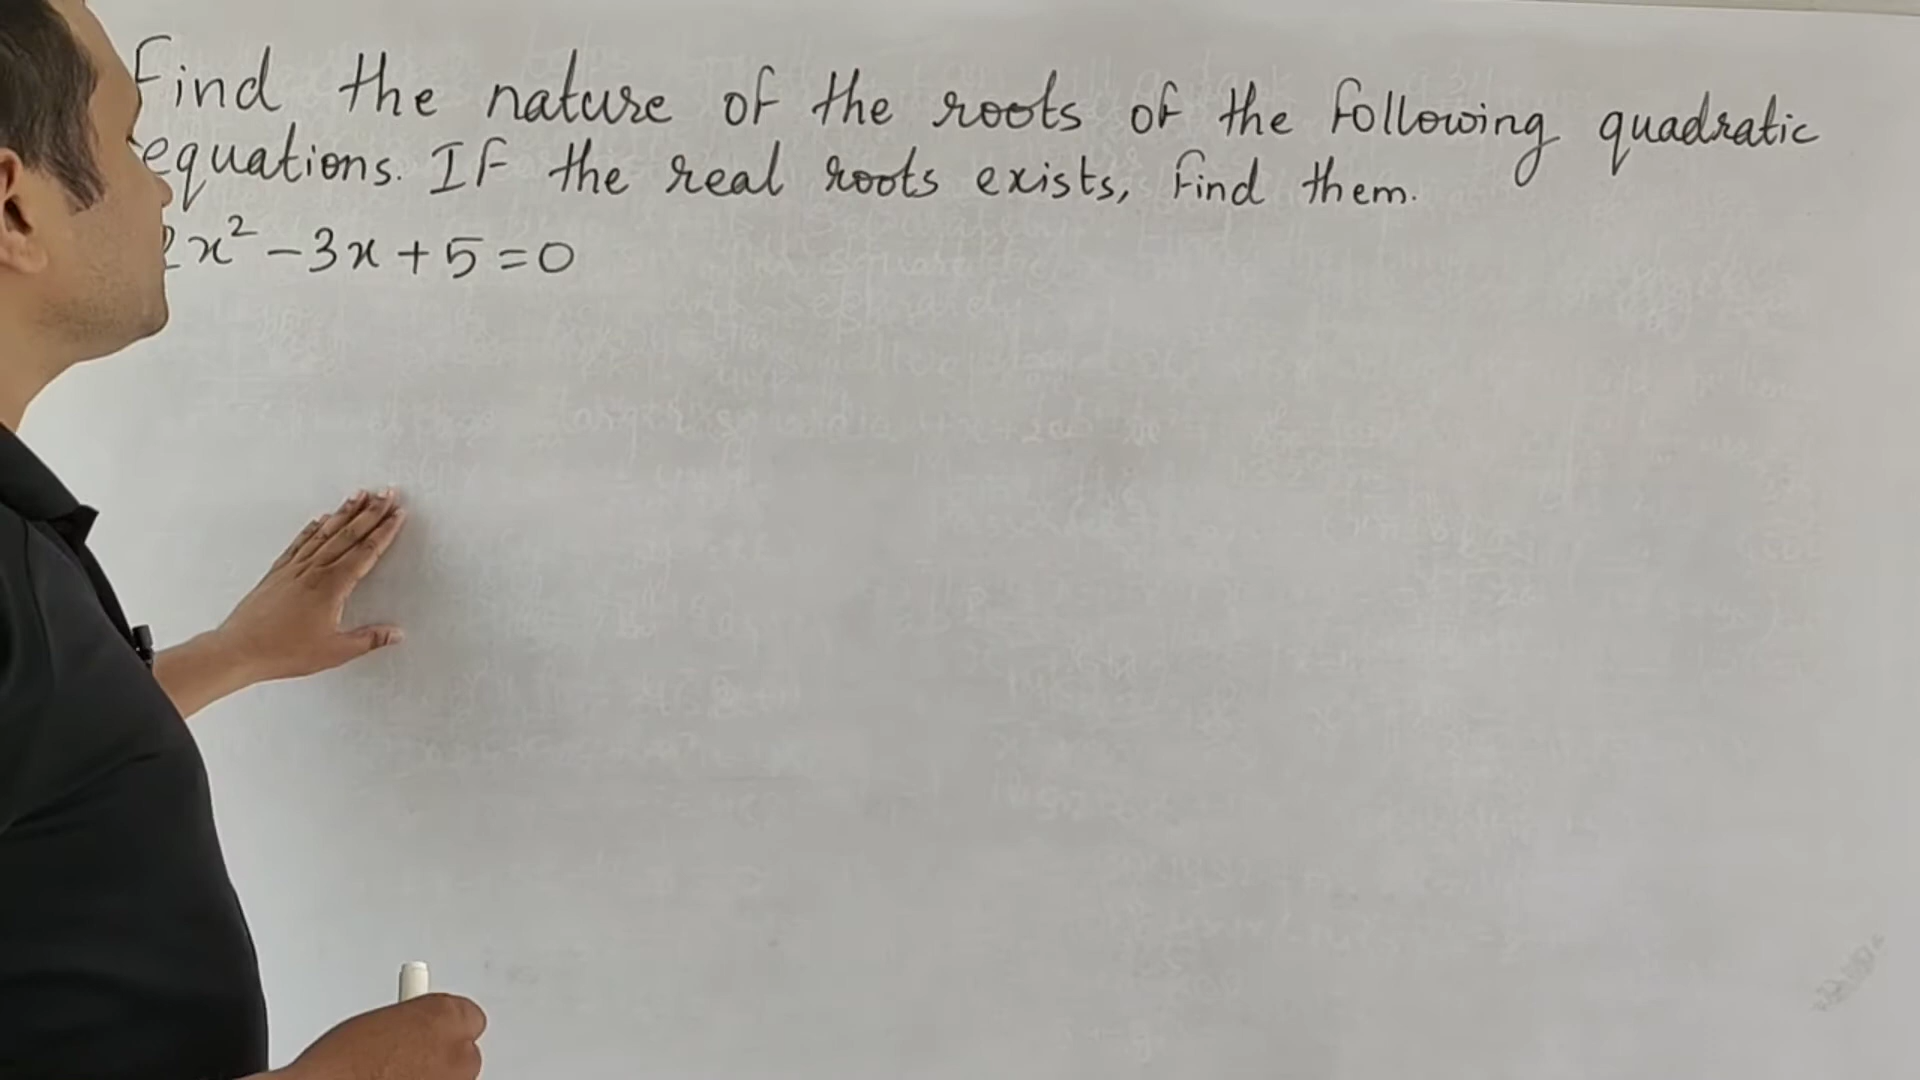 Find the nature of the roots of the following quadratic
equations. If the real roots exists, find them.
2x² - 3x + 5 = 0